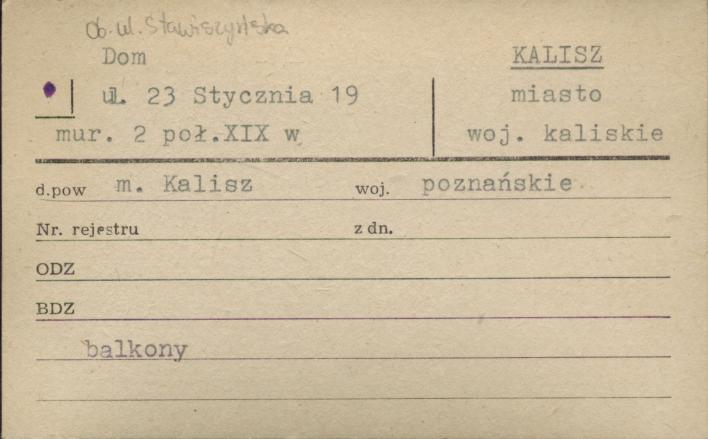 ob. ul. Stawiszyńska
Dom
KALISZ
ul. 23 Stycznia 19
miasto
mur. 2 poł.XIX w
woj. kaliskie
d.pow m. Kalisz woj. poznańskie
Nr. rejestru z dn.
ODZ
BDZ
balkony